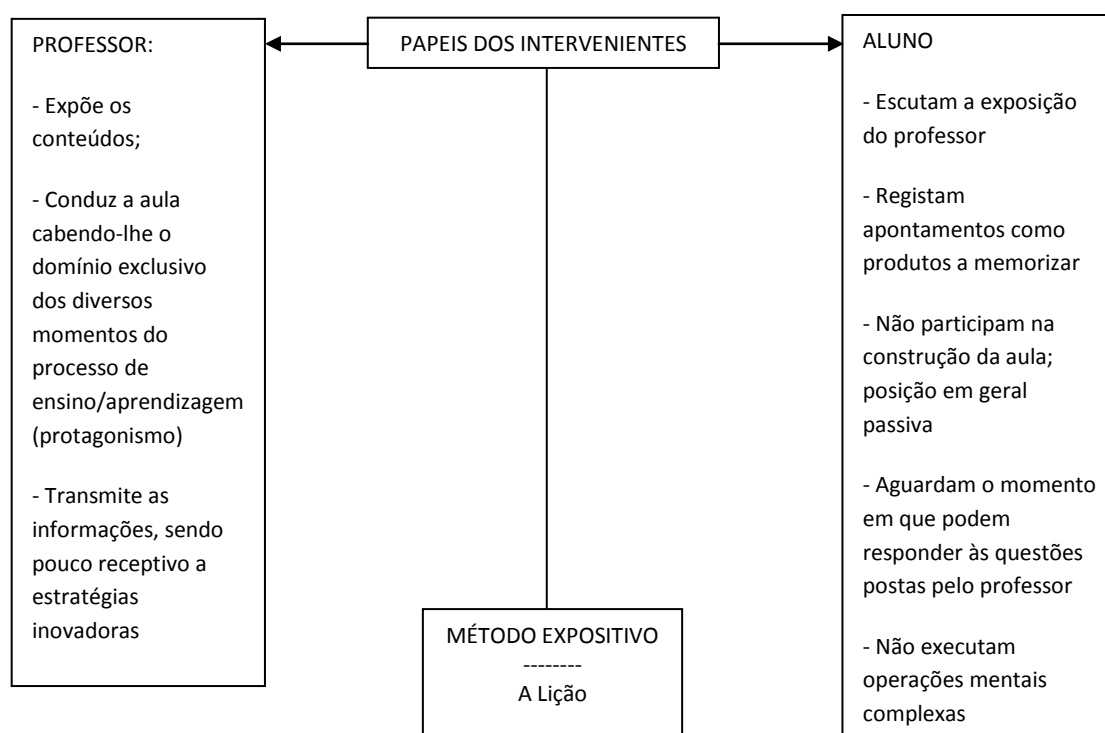 PROFESSOR:
- Expõe os
conteúdos;
- Conduz a aula
cabendo-lhe o
domínio exclusivo
dos diversos
momentos do
processo de
ensino/aprendizagem
(protagonismo)
- Transmite as
informações, sendo
pouco receptivo a
estratégias
inovadoras
PAPEIS DOS INTERVENIENTES
MÉTODO EXPOSITIVO
--------
A Lição
ALUNO
- Escutam a exposição
do professor
- Registam
apontamentos como
produtos a memorizar
- Não participam na
construção da aula;
posição em geral
passiva
- Aguardam o momento
em que podem
responder às questões
postas pelo professor
- Não executam
operações mentais
complexas